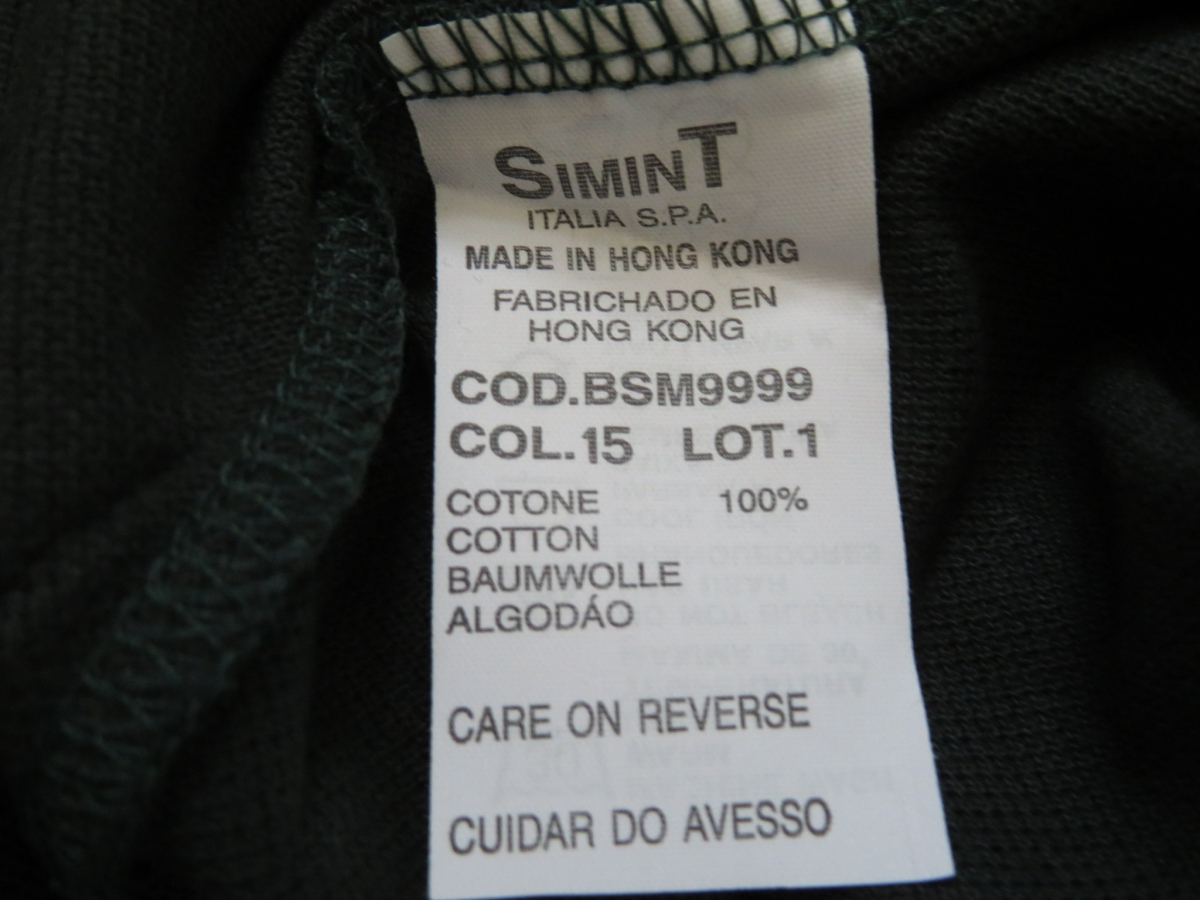 SIMINT
ITALIA S.P.A.
MADE IN HONG KONG
FABRICHADO EN
HONG KONG
COD.BSM9999
COL.15 LOT.1
COTONE 100%
COTTON
BAUMWOLLE
ALGODÁO
CARE ON REVERSE
CUIDAR DO AVESSO